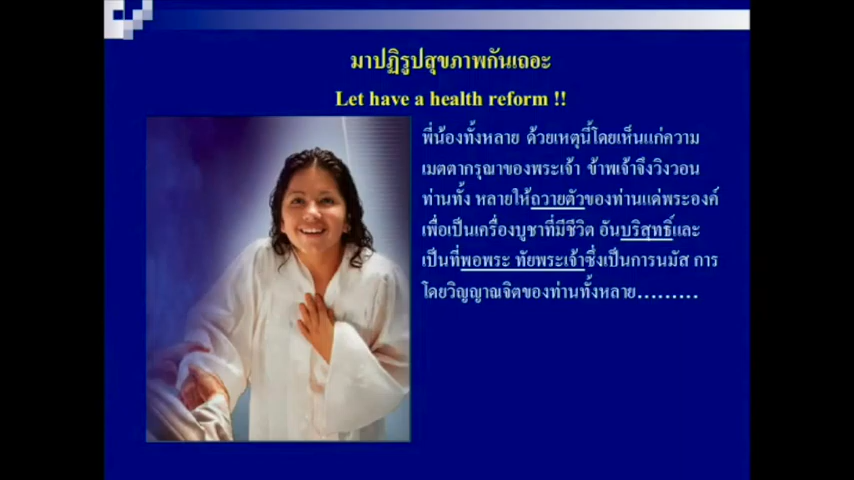 มาปฏิรูปสุขภาพกันเถอะ
Let have a health reform !!
พี่น้องทั้งหลาย ด้วยเหตุนี้โดยเห็นแก่ความ
เมตตากรุณาของพระเจ้า ข้าพเจ้าจึงวิงวอน
ท่านทั้ง หลายให้ถวายตัวของท่านแด่พระองค์
เพื่อเป็นเครื่องบูชาที่มีชีวิต อันบริสุทธิ์และ
เป็นที่พอพระ ทัยพระเจ้าซึ่งเป็นการนมัส การ
โดยวิญญาณจิตของท่านทั้งหลาย.........